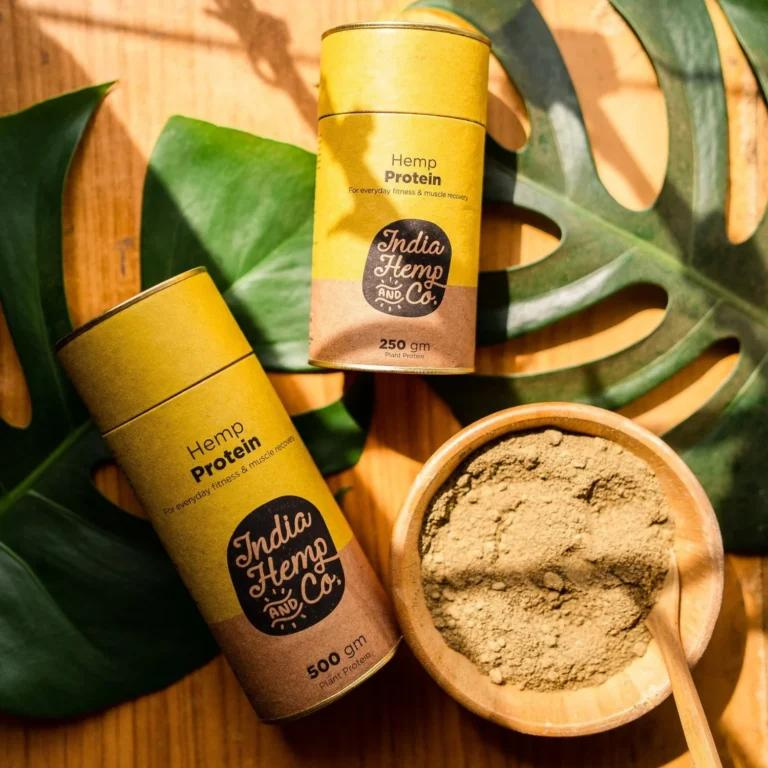 Hemp
Protein
For everyday fitness & muscle recovery
India
Hemp
AND Co.
250 gm
Plant Protein
Hemp
Protein
For everyday fitness & muscle recovery
India
Hemp
AND Co.
500 gm
Plant Protein